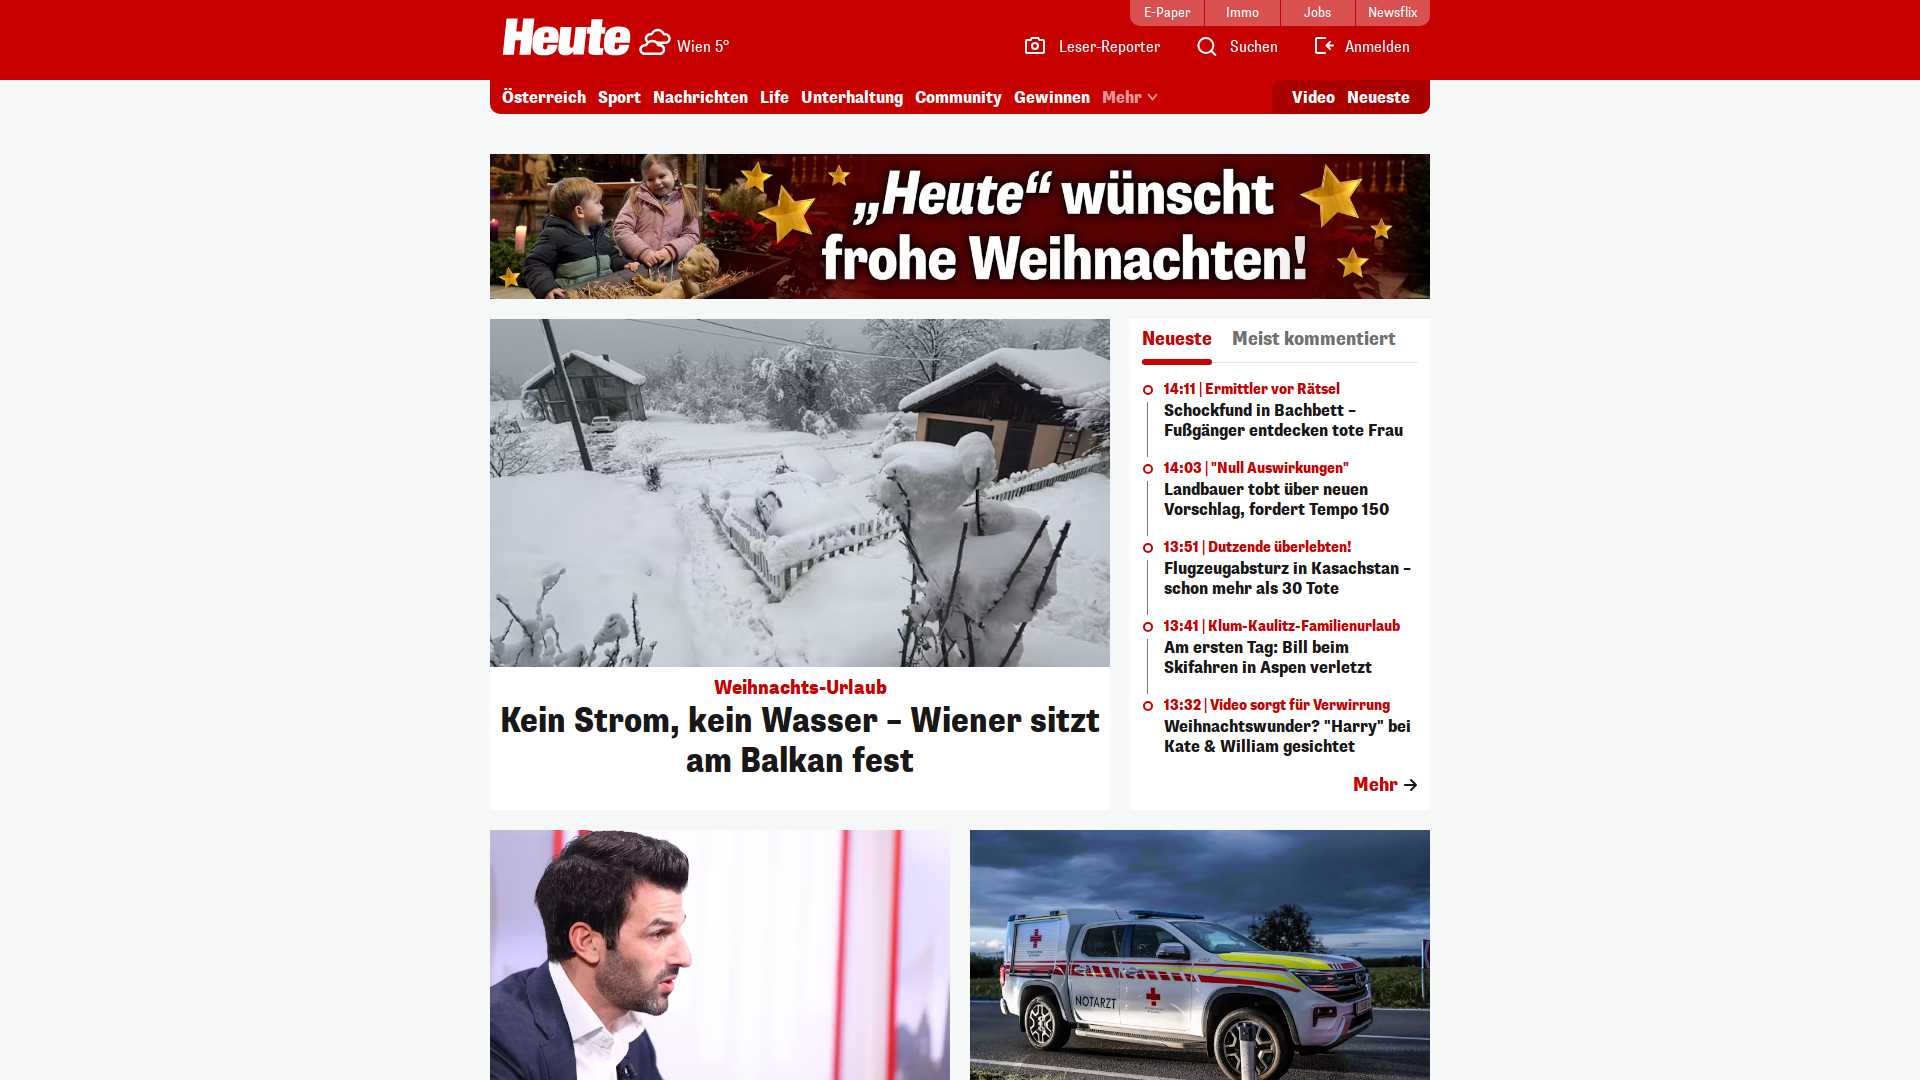 E-Paper
Immo
Jobs
Newsflix
Heute
Wien 5°
Leser-Reporter
Suchen
Anmelden
Österreich
Sport
Nachrichten
Life
Unterhaltung
Community
Gewinnen
Mehr
Video
Neueste
„Heute“ wünscht
frohe Weihnachten!
Weihnachts-Urlaub
Kein Strom, kein Wasser – Wiener sitzt
am Balkan fest
Neueste
Meist kommentiert
14:11 | Ermittler vor Rätsel
Schockfund in Bachbett –
Fußgänger entdecken tote Frau
14:03 | "Null Auswirkungen"
Landbauer tobt über neuen
Vorschlag, fordert Tempo 150
13:51 | Dutzende überlebten!
Flugzeugabsturz in Kasachstan –
schon mehr als 30 Tote
13:41 | Klum-Kaulitz-Familienurlaub
Am ersten Tag: Bill beim
Skifahren in Aspen verletzt
13:32 | Video sorgt für Verwirrung
Weihnachtswunder? "Harry" bei
Kate & William gesichtet
Mehr
NOTARZT